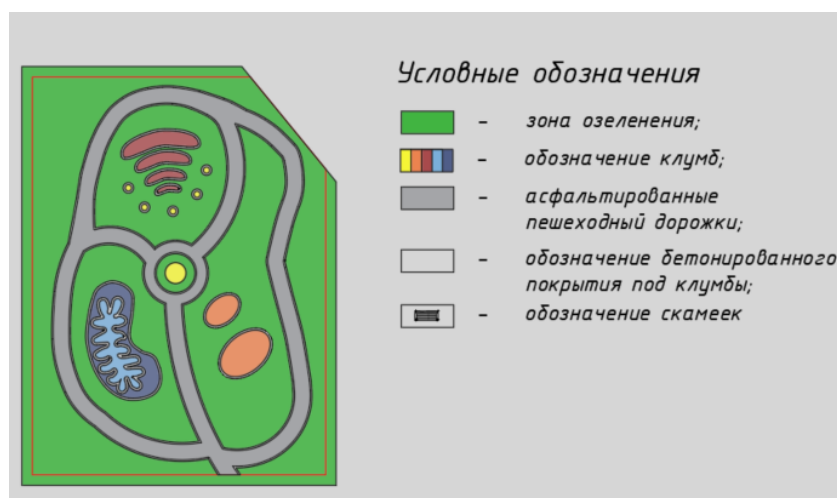 Условные обозначения
- зона озеленения;
- обозначение клумб;
- асфальтированные
пешеходный дорожки;
- обозначение бетонированного
покрытия под клумбы;
- обозначение скамеек